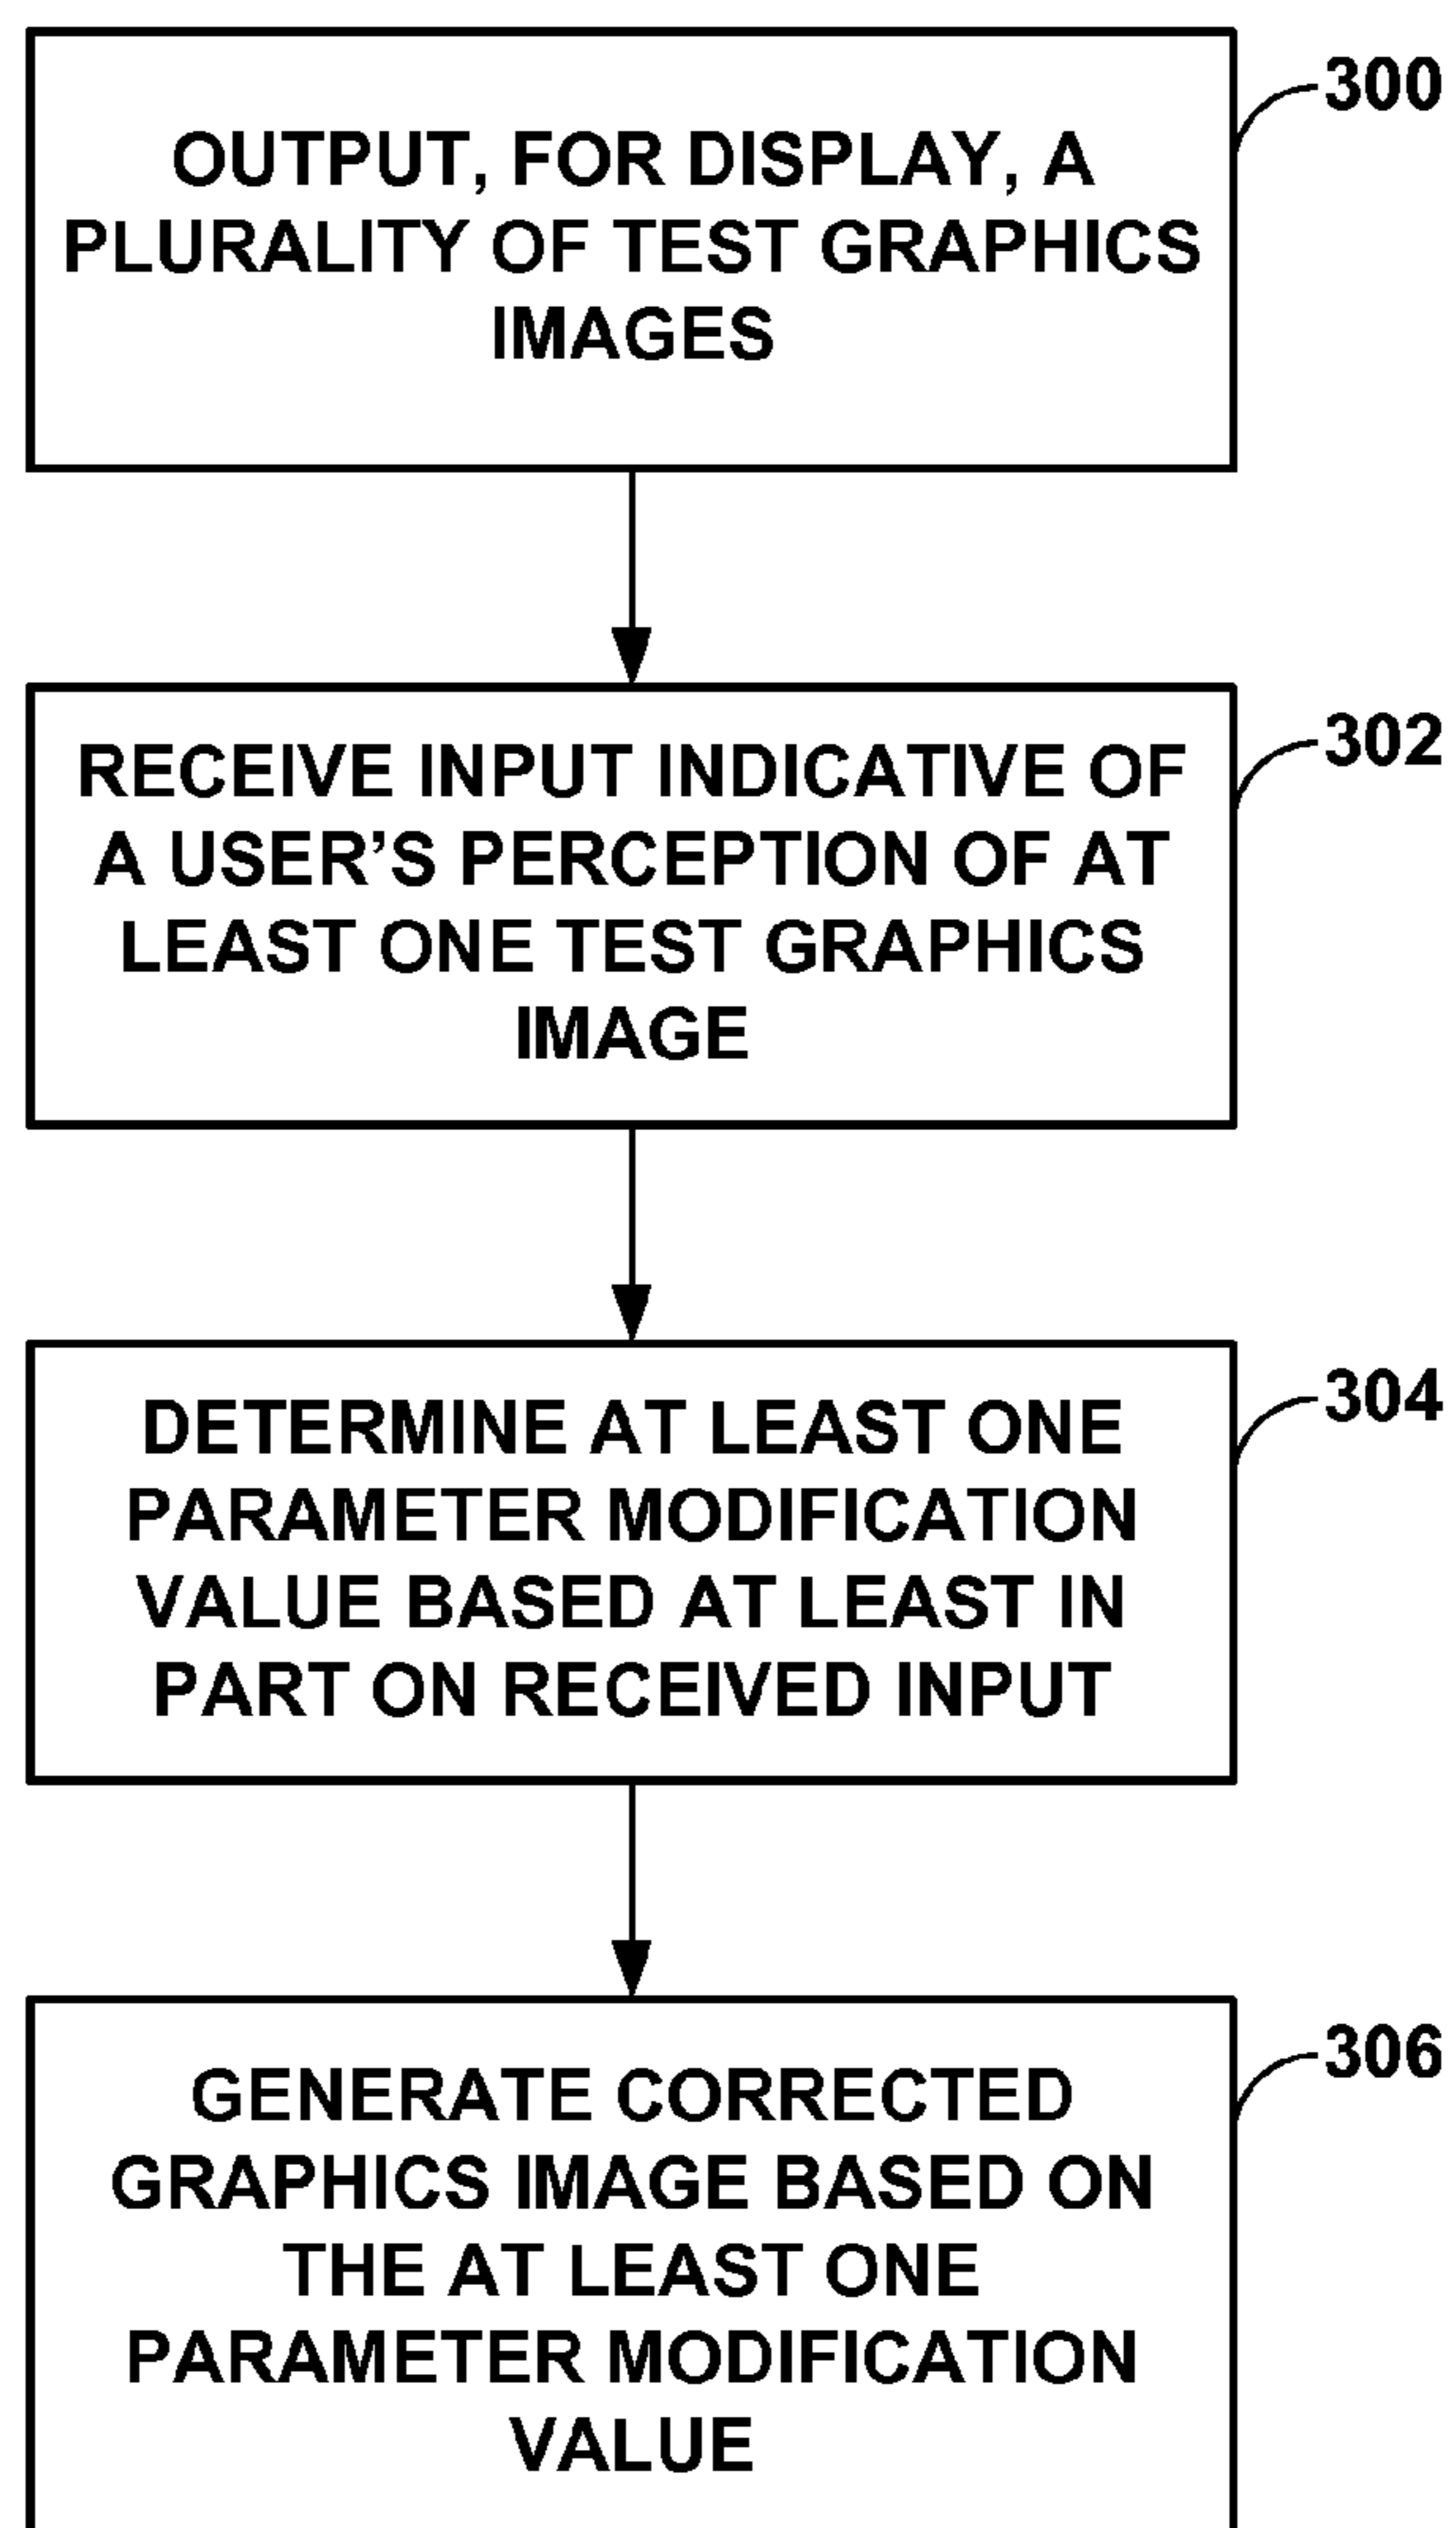 300
OUTPUT, FOR DISPLAY, A
PLURALITY OF TEST GRAPHICS
IMAGES
302
RECEIVE INPUT INDICATIVE OF
A USER’S PERCEPTION OF AT
LEAST ONE TEST GRAPHICS
IMAGE
304
DETERMINE AT LEAST ONE
PARAMETER MODIFICATION
VALUE BASED AT LEAST IN
PART ON RECEIVED INPUT
306
GENERATE CORRECTED
GRAPHICS IMAGE BASED ON
THE AT LEAST ONE
PARAMETER MODIFICATION
VALUE